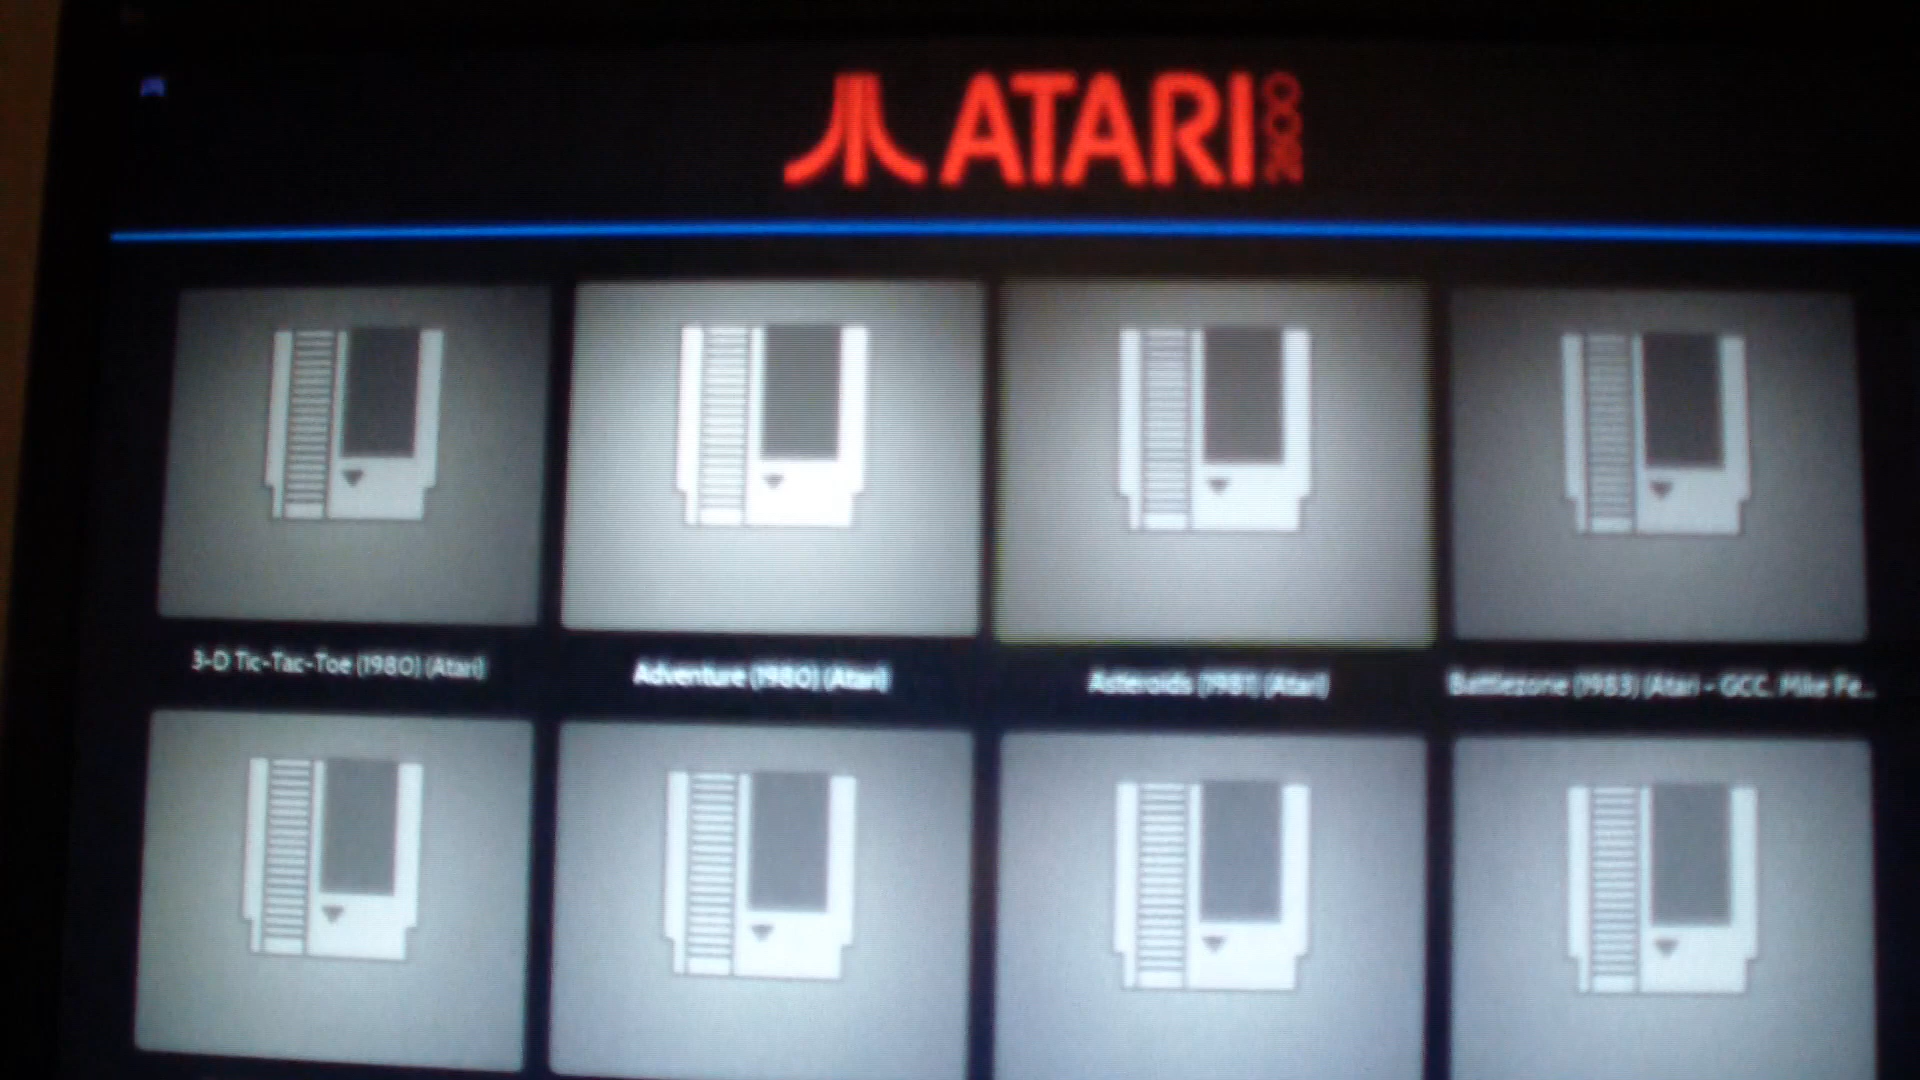 ATARI 2600
3-D Tic-Tac-Toe (1980) (Atari)
Adventure (1980) (Atari)
Asteroids (1981) (Atari)
Battlezone (1983) (Atari - GCC, Mike Fe...